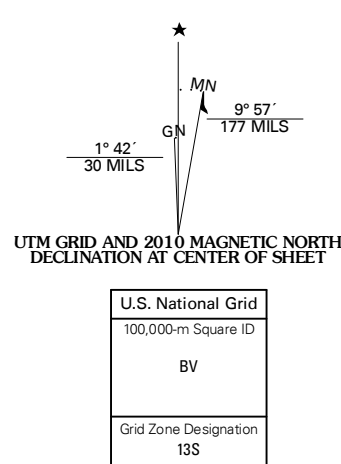 ★
MN
9° 57´
177 MILS
GN
1° 42´
30 MILS
UTM GRID AND 2010 MAGNETIC NORTH
DECLINATION AT CENTER OF SHEET
U.S. National Grid
100,000-m Square ID
BV
Grid Zone Designation
13S